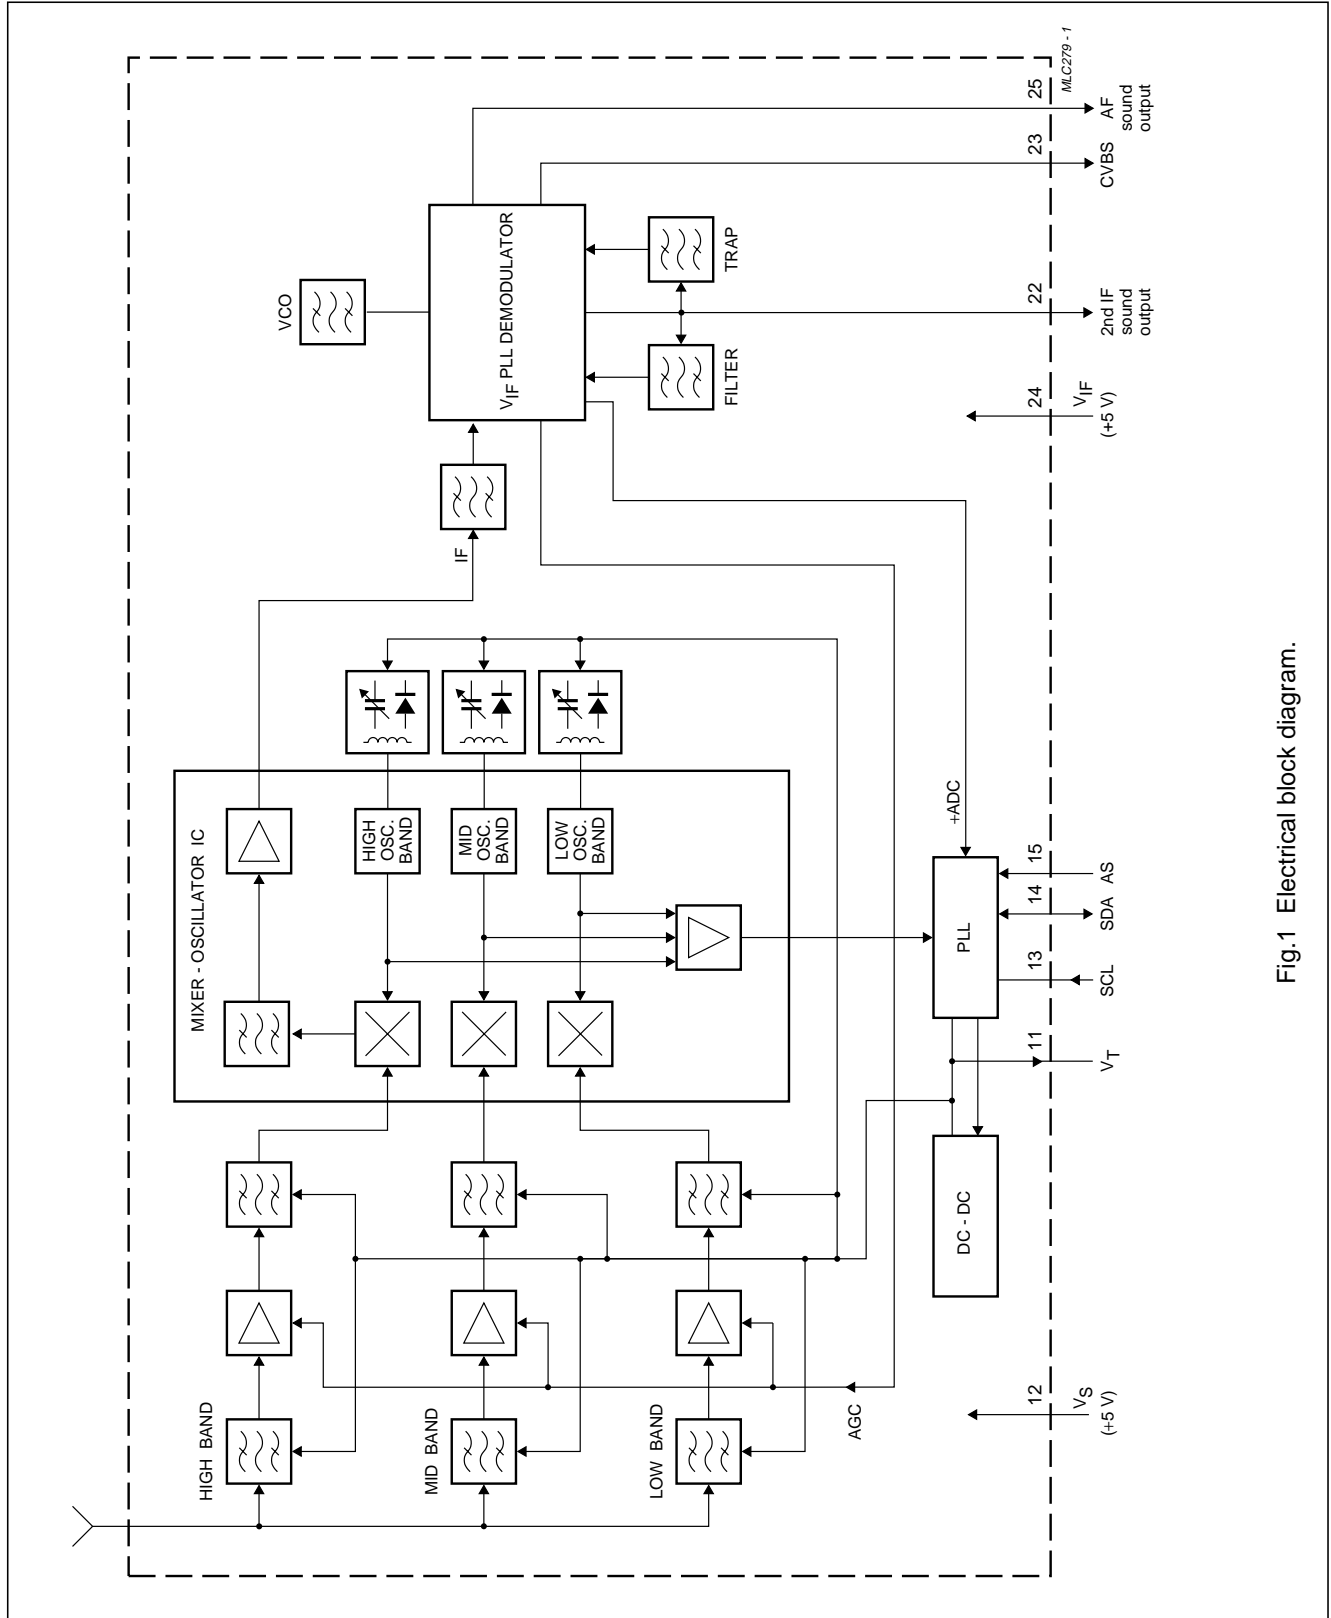 MLC279 - 1
HIGH BAND
MID BAND
LOW BAND
AGC
MIXER - OSCILLATOR IC
HIGH
OSC.
BAND
MID
OSC.
BAND
LOW
OSC.
BAND
IF
VCO
VIF PLL DEMODULATOR
FILTER
TRAP
DC - DC
PLL
+ADC
12
VS
(+5 V)
11
VT
13
SCL
14
SDA
15
AS
24
VIF
(+5 V)
22
2nd IF
sound
output
23
CVBS
25
AF
sound
output
Fig.1 Electrical block diagram.